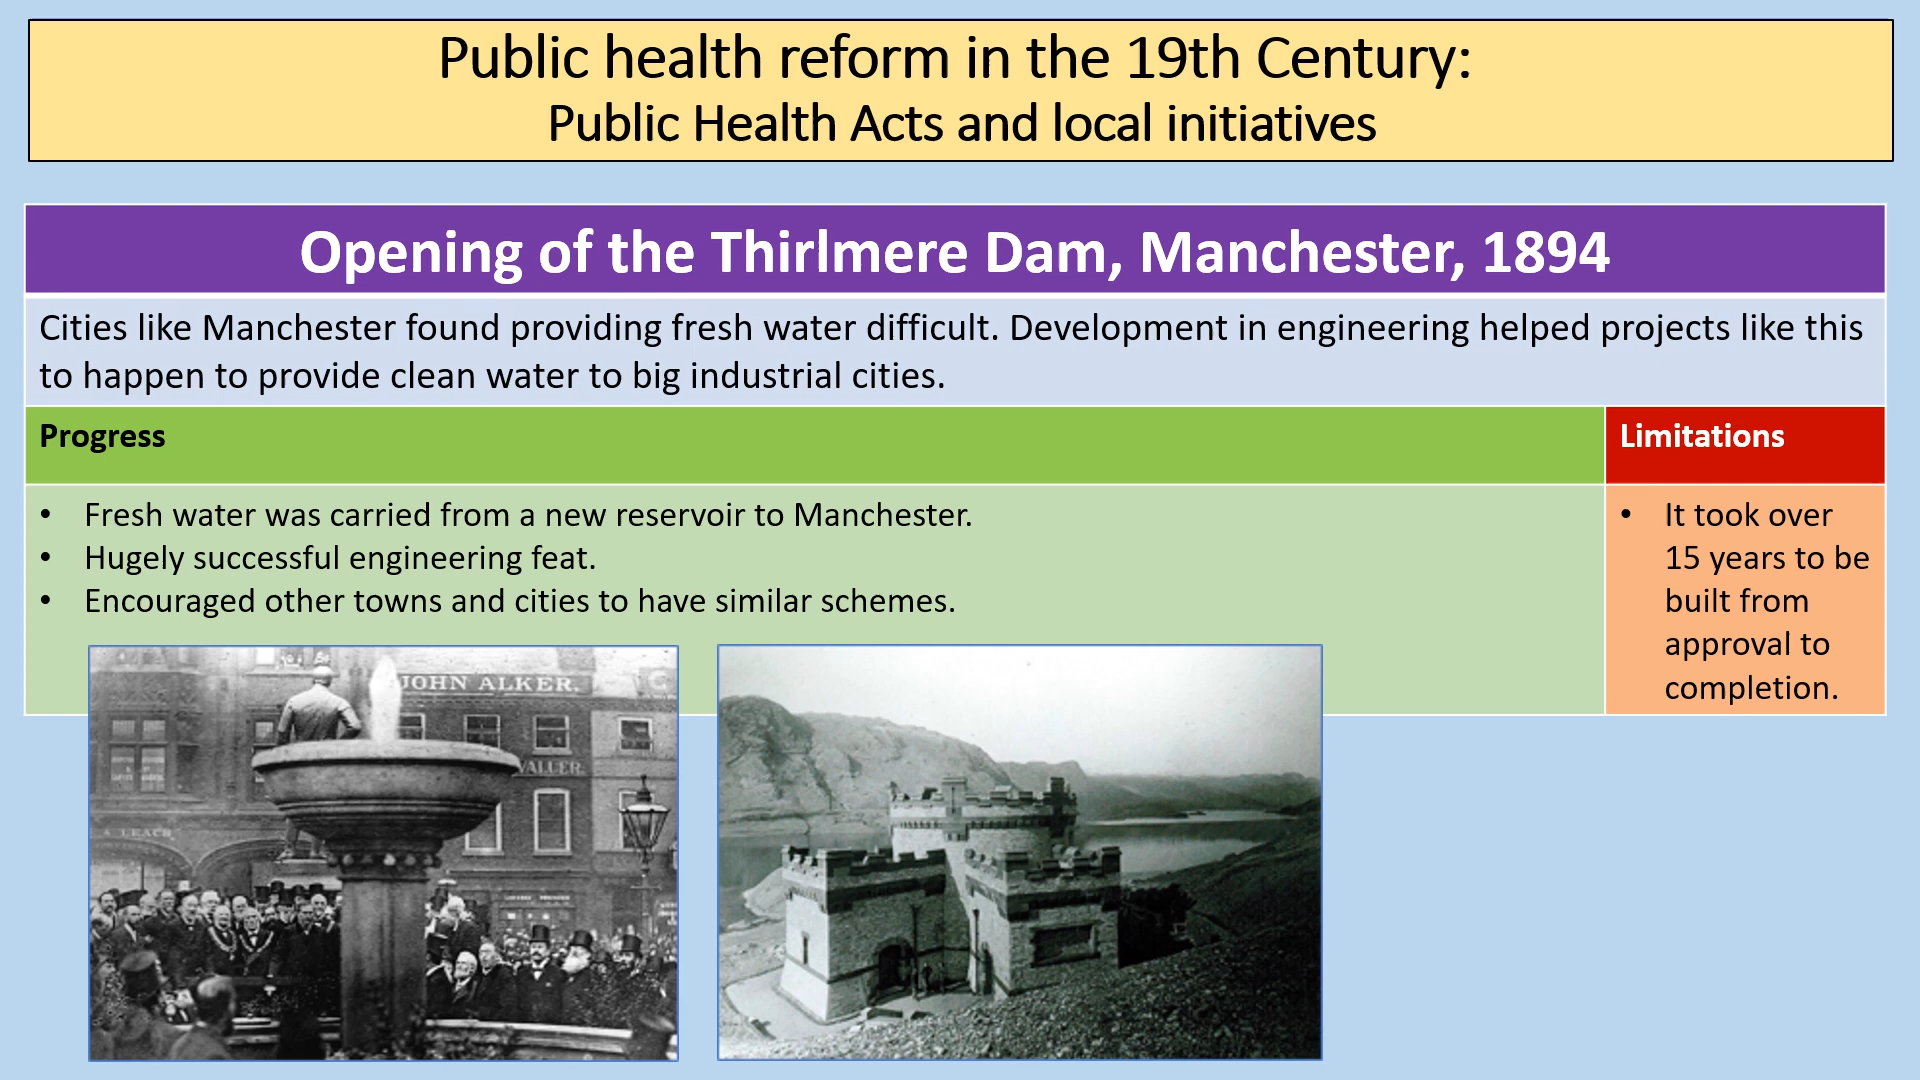 Public health reform in the 19th Century:
Public Health Acts and local initiatives
Opening of the Thirlmere Dam, Manchester, 1894
Cities like Manchester found providing fresh water difficult. Development in engineering helped projects like this
to happen to provide clean water to big industrial cities.
Progress
• Fresh water was carried from a new reservoir to Manchester.
• Hugely successful engineering feat.
• Encouraged other towns and cities to have similar schemes.
Limitations
• It took over
15 years to be
built from
approval to
completion.
JOHN ALKER.
VALUER.
LEACH